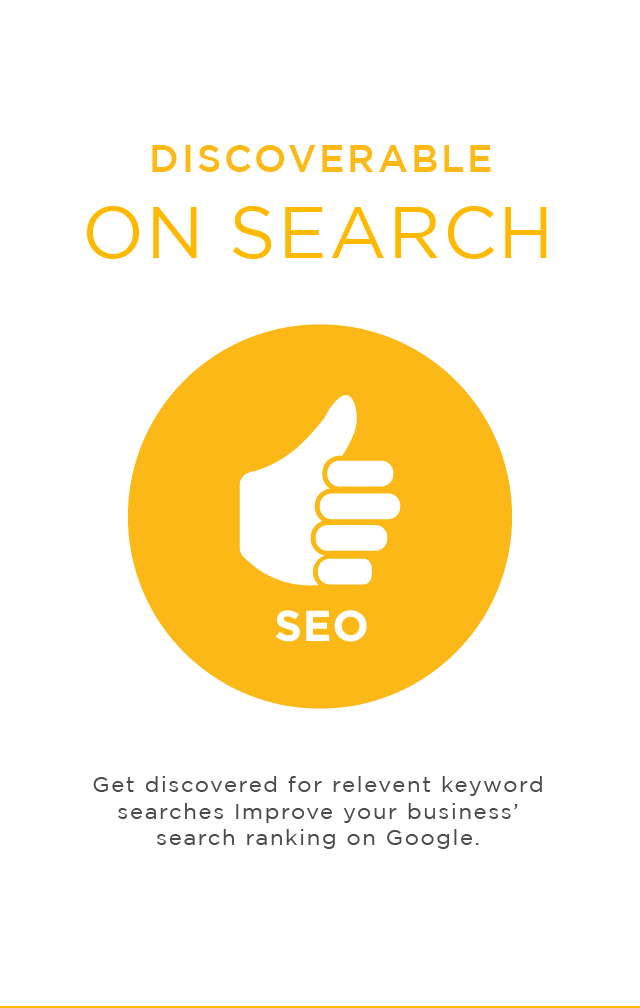 DISCOVERABLE
ON SEARCH
SEO
Get discovered for relevent keyword
searches Improve your business’
search ranking on Google.